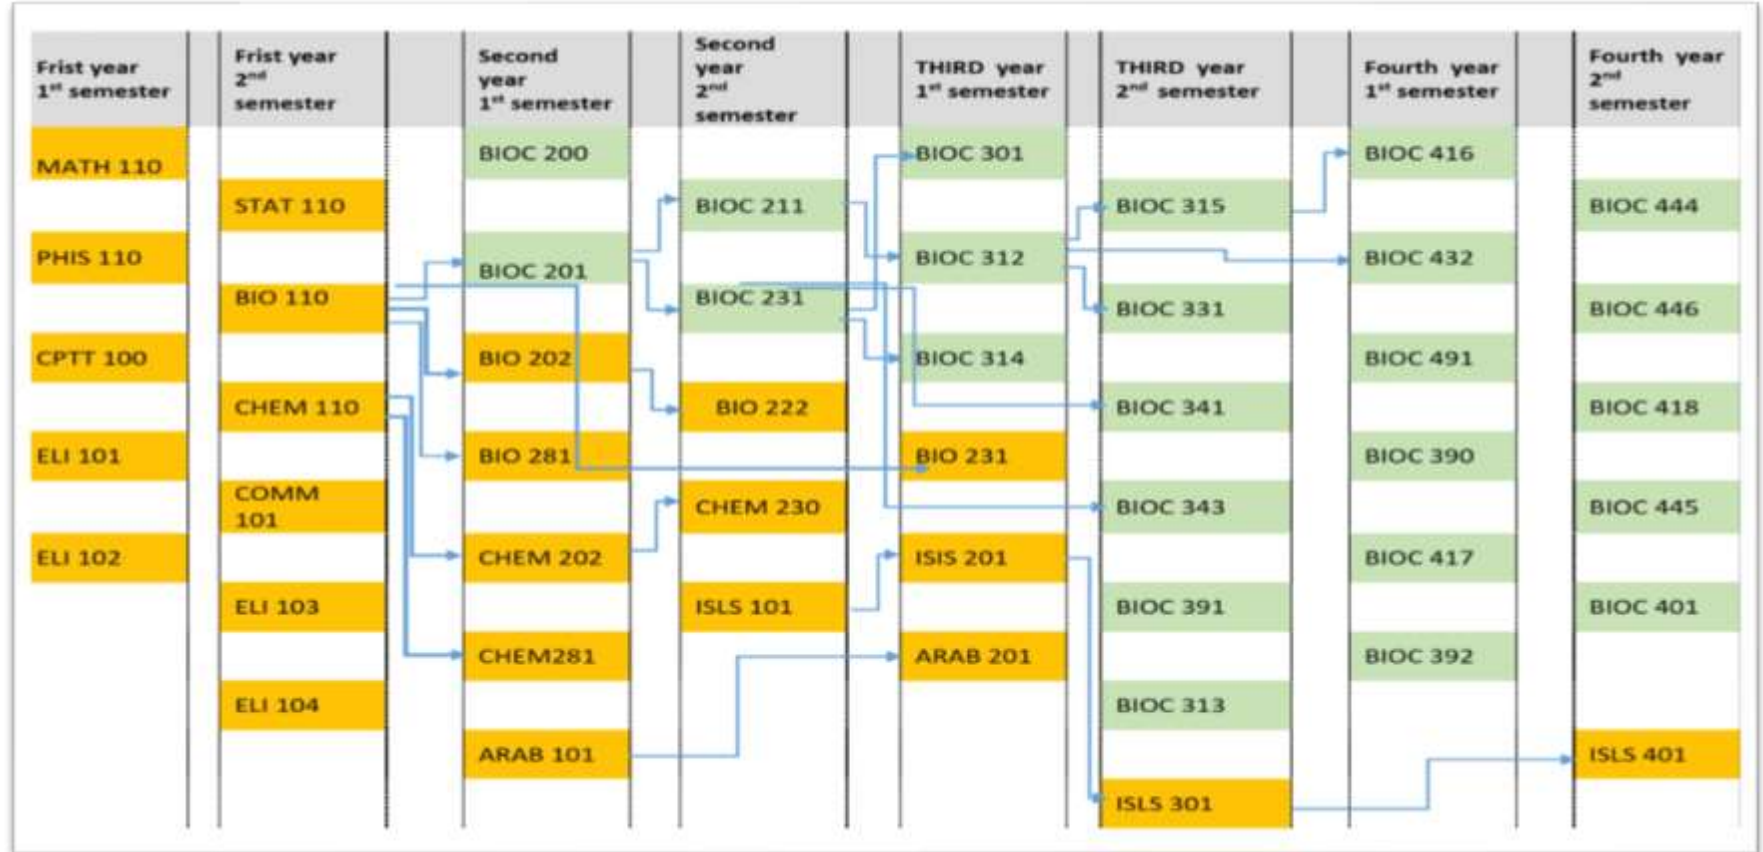 Frist year
1st semester
Frist year
2nd
semester
Second
year
1st semester
Second
year
2nd
semester
THIRD year
1st semester
THIRD year
2nd semester
Fourth year
1st semester
Fourth year
2nd
semester
MATH 110
PHIS 110
CPTT 100
ELI 101
ELI 102
STAT 110
BIO 110
CHEM 110
COMM
101
ELI 103
ELI 104
BIOC 200
BIOC 201
BIO 202
BIO 281
CHEM 202
CHEM281
ARAB 101
BIOC 211
BIOC 231
BIO 222
CHEM 230
ISLS 101
BIOC 301
BIOC 312
BIOC 314
BIO 231
ISIS 201
ARAB 201
BIOC 315
BIOC 331
BIOC 341
BIOC 343
BIOC 391
BIOC 313
ISLS 301
BIOC 416
BIOC 432
BIOC 491
BIOC 390
BIOC 417
BIOC 392
BIOC 444
BIOC 446
BIOC 418
BIOC 445
BIOC 401
ISLS 401